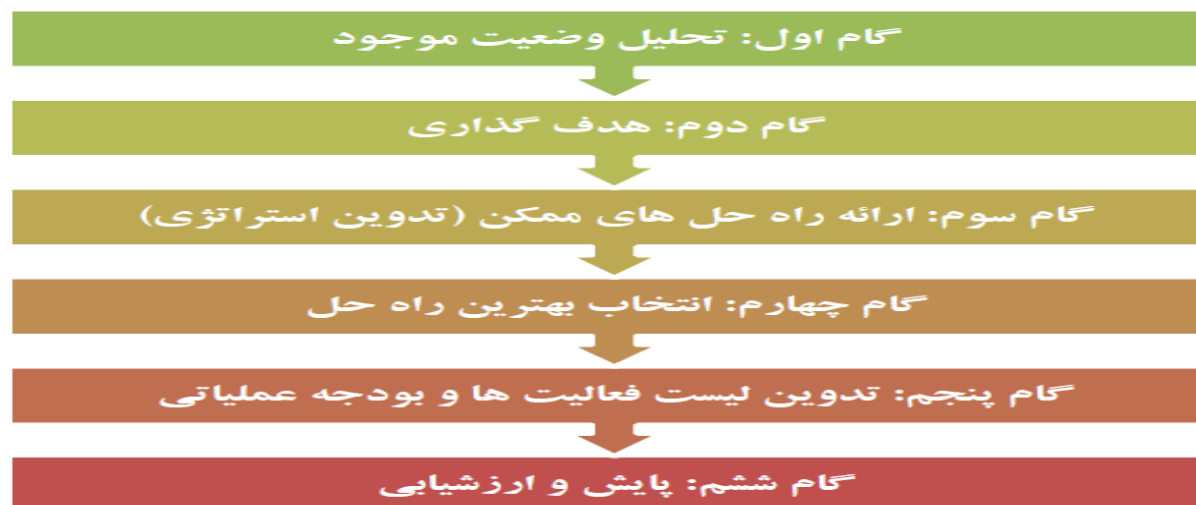 گام اول: تحلیل وضعیت موجود
گام دوم: هدف گذاری
گام سوم: ارائه راه حل های ممکن (تدوین استراتژی)
گام چهارم: انتخاب بهترین راه حل
گام پنجم: تدوین لیست فعالیت ها و بودجه عملیاتی
گام ششم: پایش و ارزشیابی